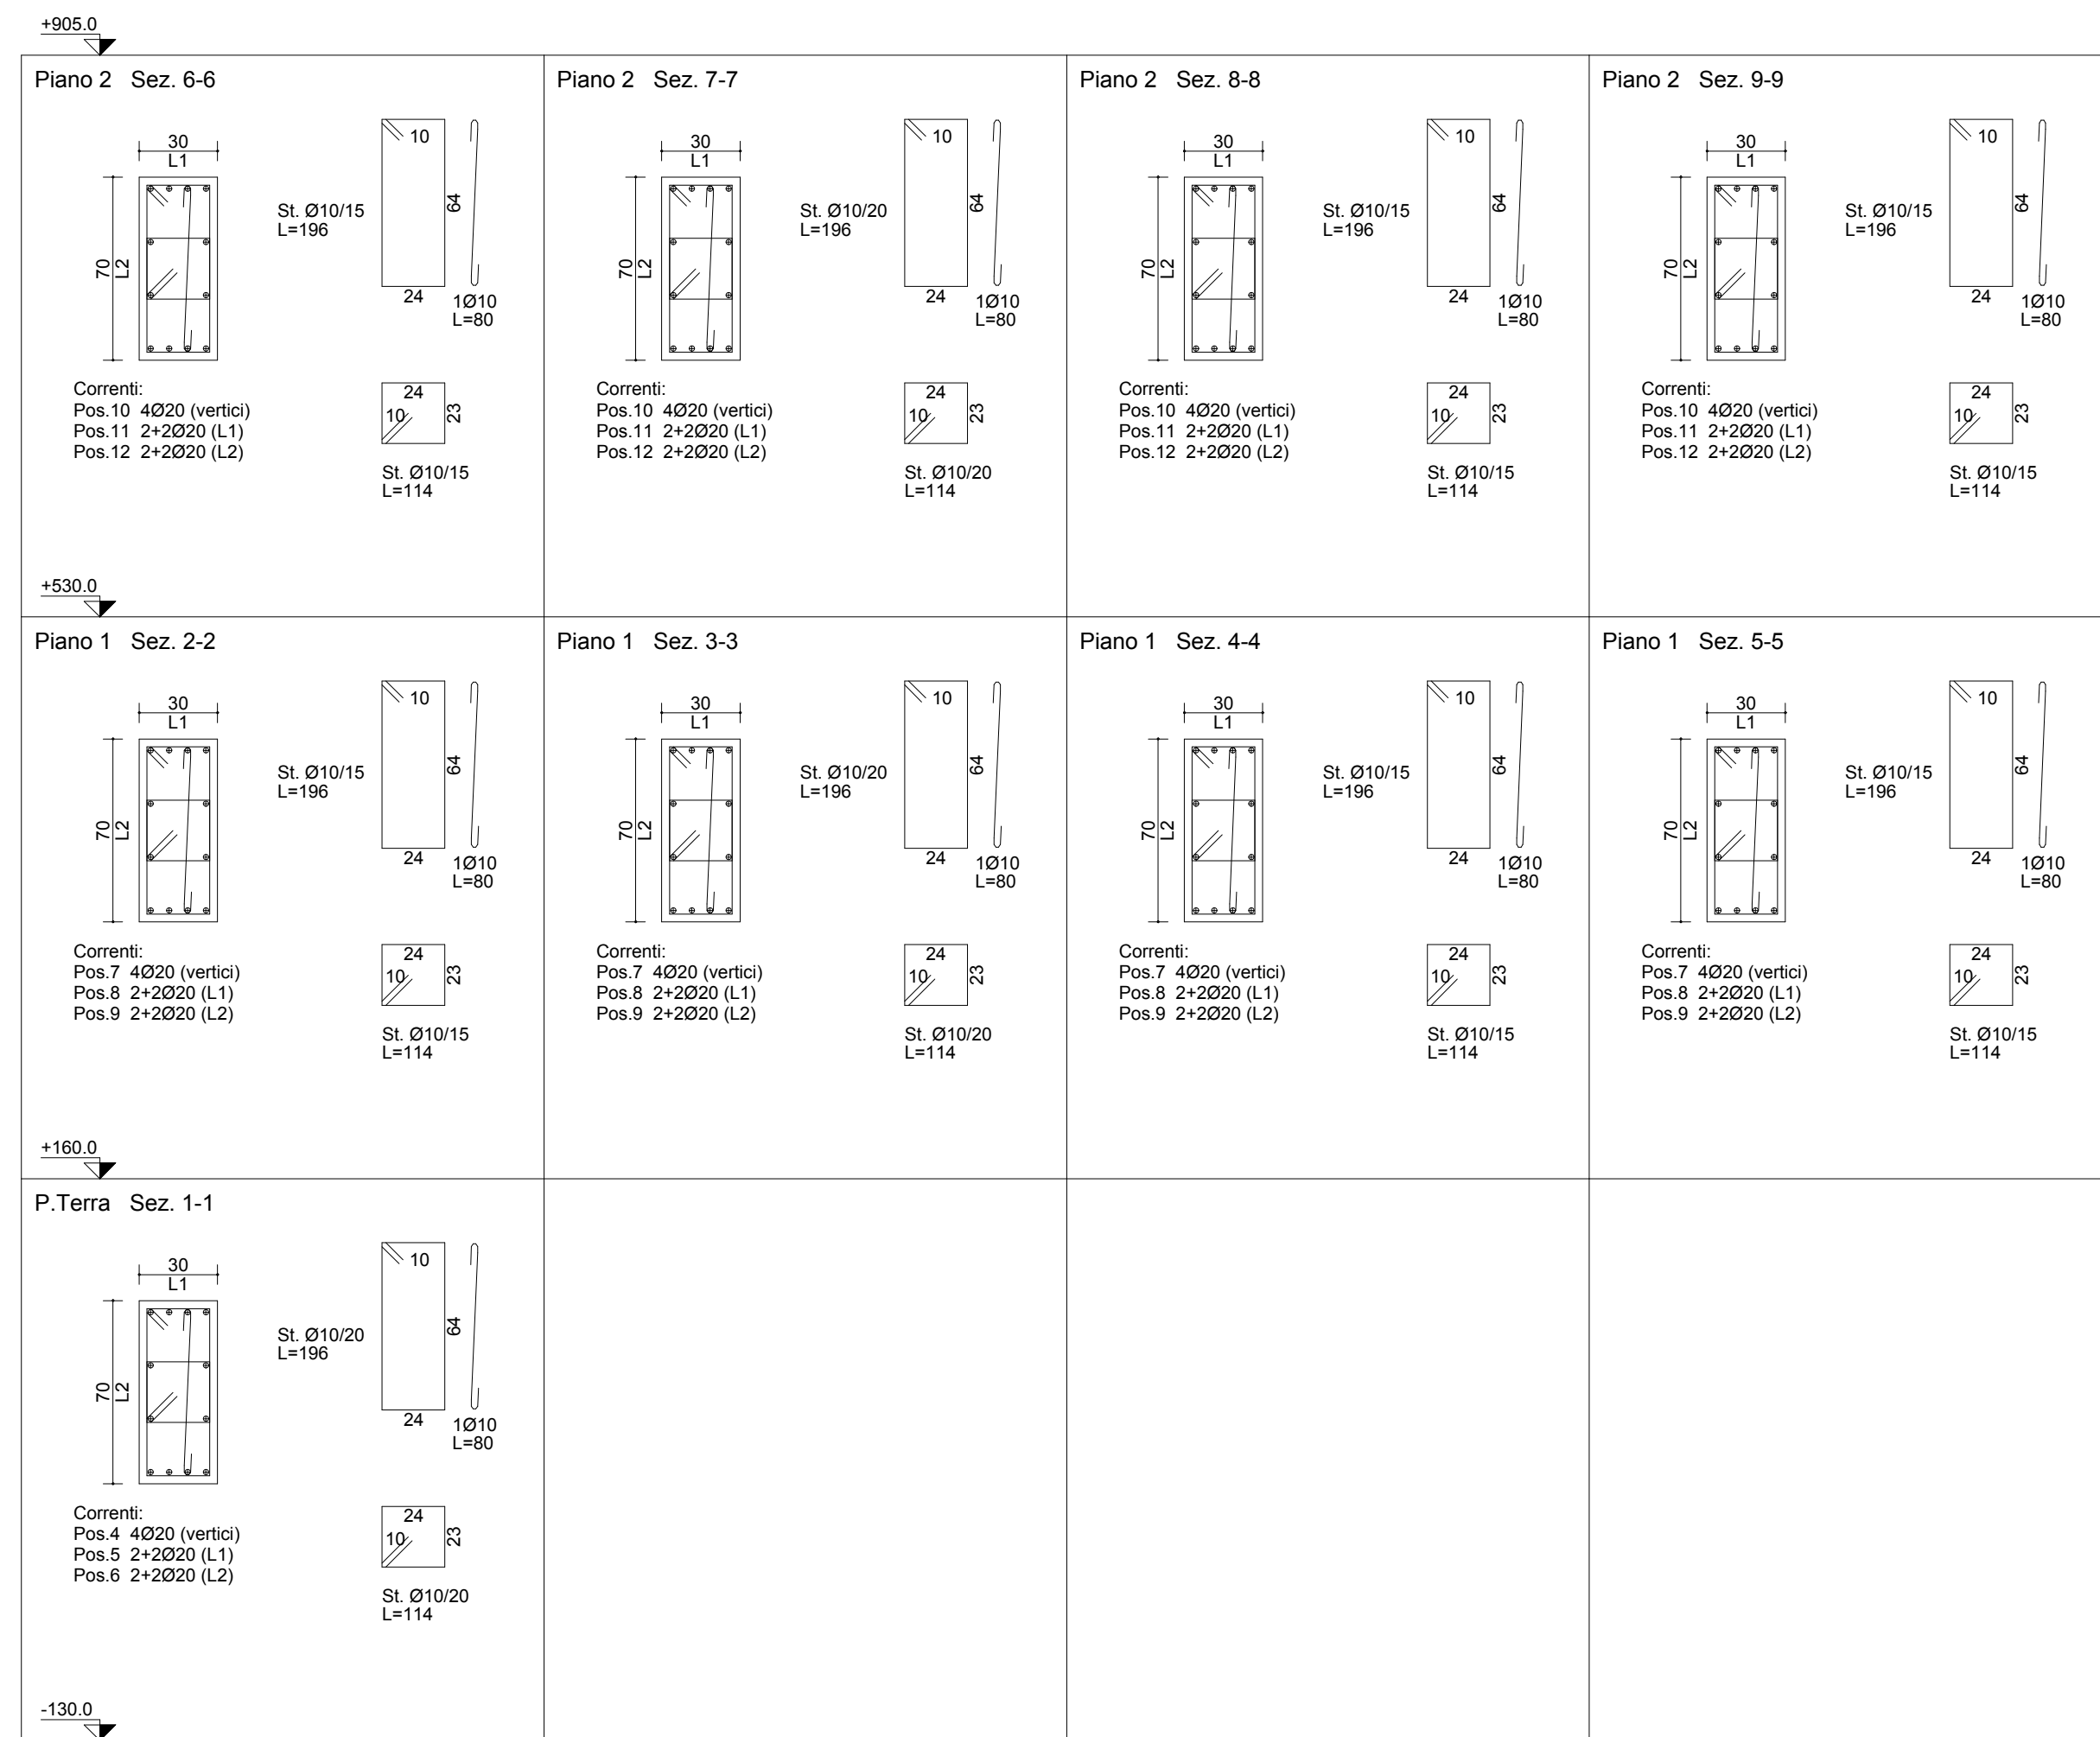 +905.0
Piano 2 Sez. 6-6
30
L1
70
L2
St. Ø10/15
L=196
10
64
24
1Ø10
L=80
Correnti:
Pos.10 4Ø20 (vertici)
Pos.11 2+2Ø20 (L1)
Pos.12 2+2Ø20 (L2)
24
10
23
St. Ø10/15
L=114
Piano 2 Sez. 7-7
30
L1
70
L2
St. Ø10/20
L=196
10
64
24
1Ø10
L=80
Correnti:
Pos.10 4Ø20 (vertici)
Pos.11 2+2Ø20 (L1)
Pos.12 2+2Ø20 (L2)
24
10
23
St. Ø10/20
L=114
Piano 2 Sez. 8-8
30
L1
70
L2
St. Ø10/15
L=196
10
64
24
1Ø10
L=80
Correnti:
Pos.10 4Ø20 (vertici)
Pos.11 2+2Ø20 (L1)
Pos.12 2+2Ø20 (L2)
24
10
23
St. Ø10/15
L=114
Piano 2 Sez. 9-9
30
L1
70
L2
St. Ø10/15
L=196
10
64
24
1Ø10
L=80
Correnti:
Pos.10 4Ø20 (vertici)
Pos.11 2+2Ø20 (L1)
Pos.12 2+2Ø20 (L2)
24
10
23
St. Ø10/15
L=114
+530.0
Piano 1 Sez. 2-2
30
L1
70
L2
St. Ø10/15
L=196
10
64
24
1Ø10
L=80
Correnti:
Pos.7 4Ø20 (vertici)
Pos.8 2+2Ø20 (L1)
Pos.9 2+2Ø20 (L2)
24
10
23
St. Ø10/15
L=114
Piano 1 Sez. 3-3
30
L1
70
L2
St. Ø10/20
L=196
10
64
24
1Ø10
L=80
Correnti:
Pos.7 4Ø20 (vertici)
Pos.8 2+2Ø20 (L1)
Pos.9 2+2Ø20 (L2)
24
10
23
St. Ø10/20
L=114
Piano 1 Sez. 4-4
30
L1
70
L2
St. Ø10/15
L=196
10
64
24
1Ø10
L=80
Correnti:
Pos.7 4Ø20 (vertici)
Pos.8 2+2Ø20 (L1)
Pos.9 2+2Ø20 (L2)
24
10
23
St. Ø10/15
L=114
Piano 1 Sez. 5-5
30
L1
70
L2
St. Ø10/15
L=196
10
64
24
1Ø10
L=80
Correnti:
Pos.7 4Ø20 (vertici)
Pos.8 2+2Ø20 (L1)
Pos.9 2+2Ø20 (L2)
24
10
23
St. Ø10/15
L=114
+160.0
P.Terra Sez. 1-1
30
L1
70
L2
St. Ø10/20
L=196
10
64
24
1Ø10
L=80
Correnti:
Pos.4 4Ø20 (vertici)
Pos.5 2+2Ø20 (L1)
Pos.6 2+2Ø20 (L2)
24
10
23
St. Ø10/20
L=114
-130.0